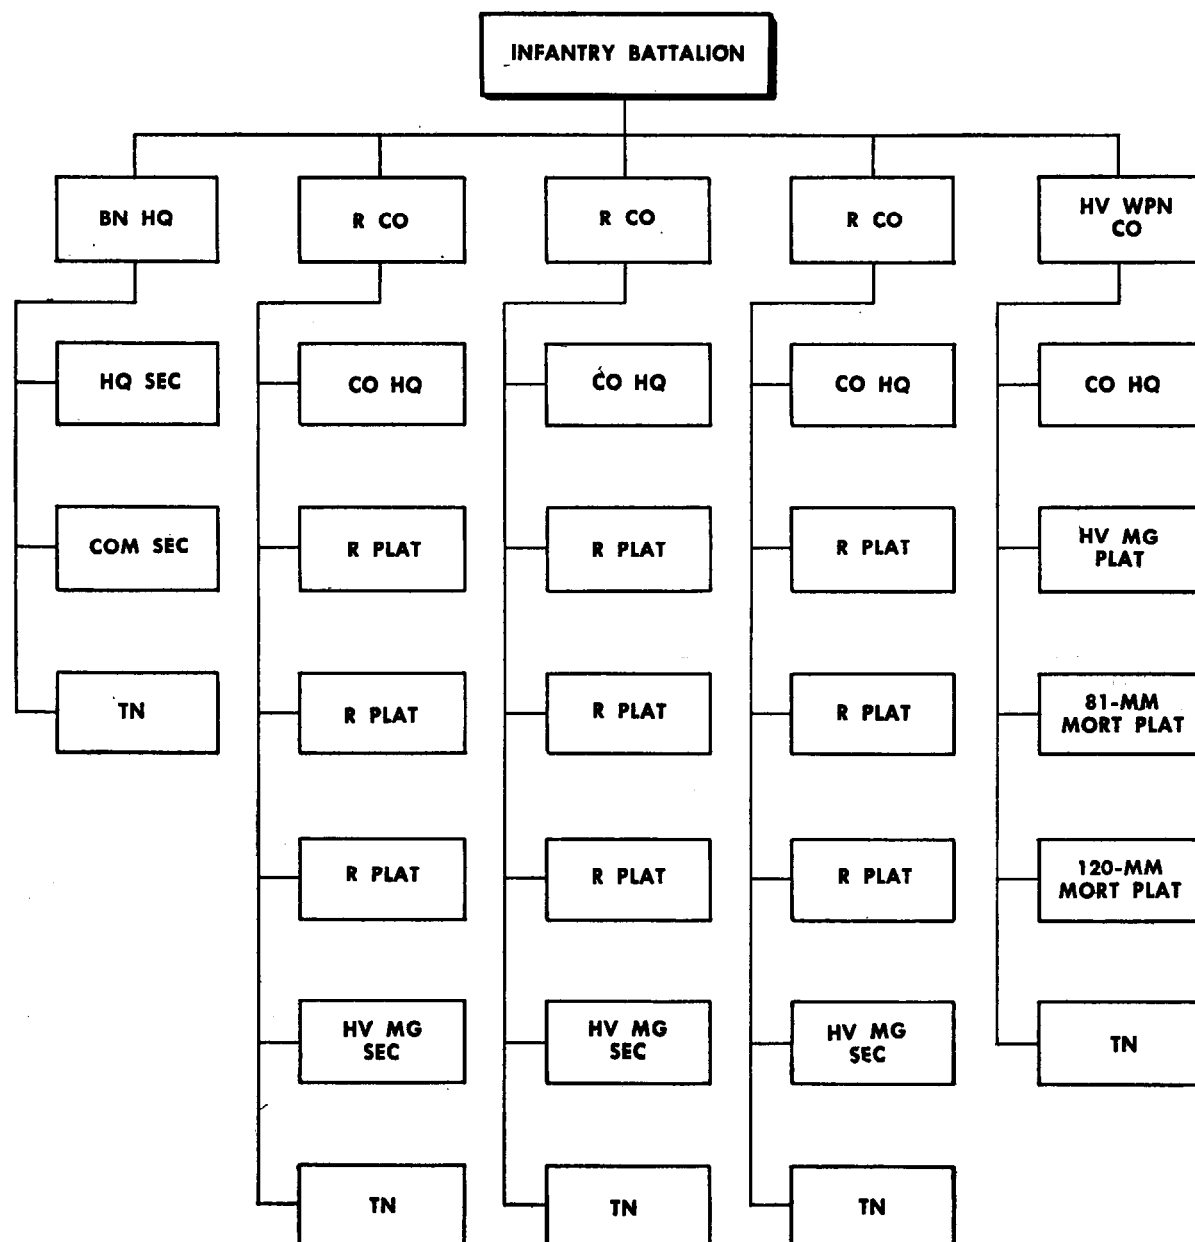 INFANTRY BATTALION
BN HQ
R CO
R CO
R CO
HV WPN
CO
HQ SEC
CO HQ
CO HQ
CO HQ
CO HQ
COM SEC
R PLAT
R PLAT
R PLAT
HV MG
PLAT
TN
R PLAT
R PLAT
R PLAT
81-MM
MORT PLAT
R PLAT
R PLAT
R PLAT
120-MM
MORT PLAT
HV MG
SEC
HV MG
SEC
HV MG
SEC
TN
TN
TN
TN